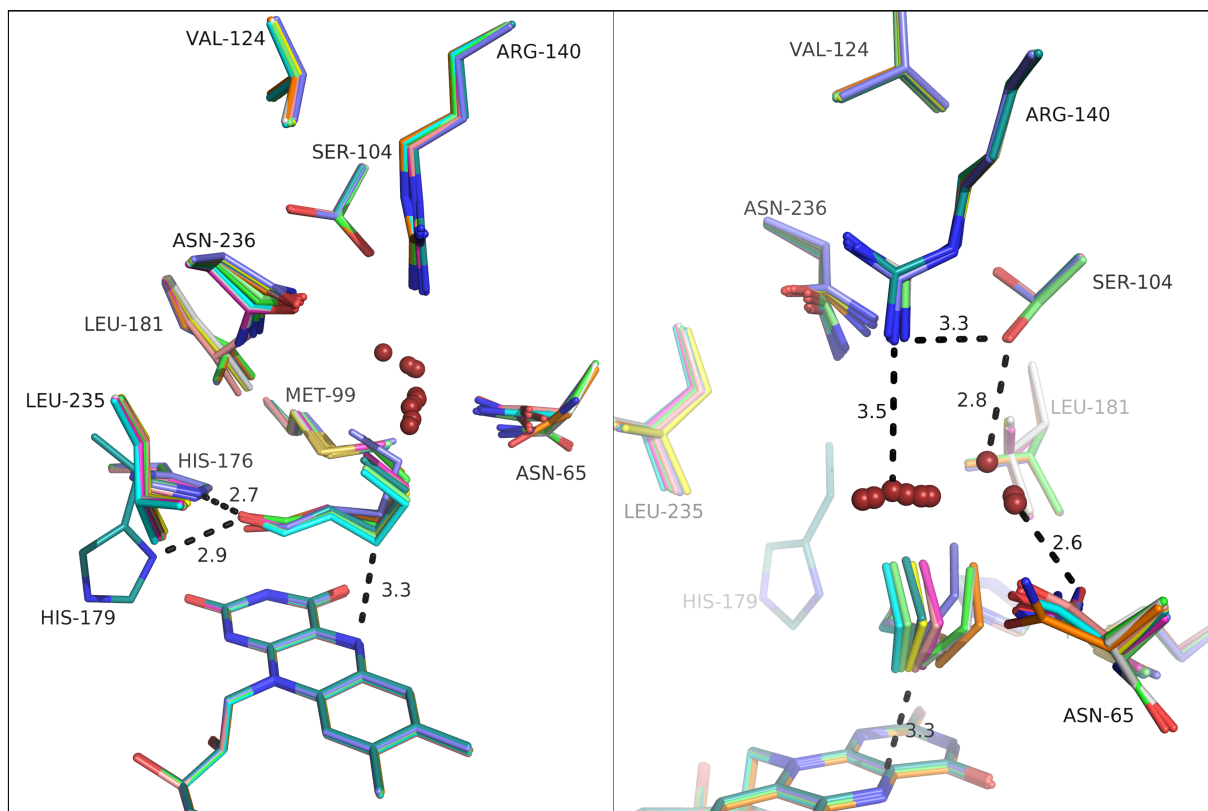 VAL-124
ARG-140
SER-104
ASN-236
LEU-181
MET-99
LEU-235
HIS-176
ASN-65
2.7
2.9
3.3
HIS-179
VAL-124
ARG-140
ASN-236
SER-104
3.3
3.5
2.8
LEU-181
LEU-235
2.6
HIS-179
ASN-65
3.3